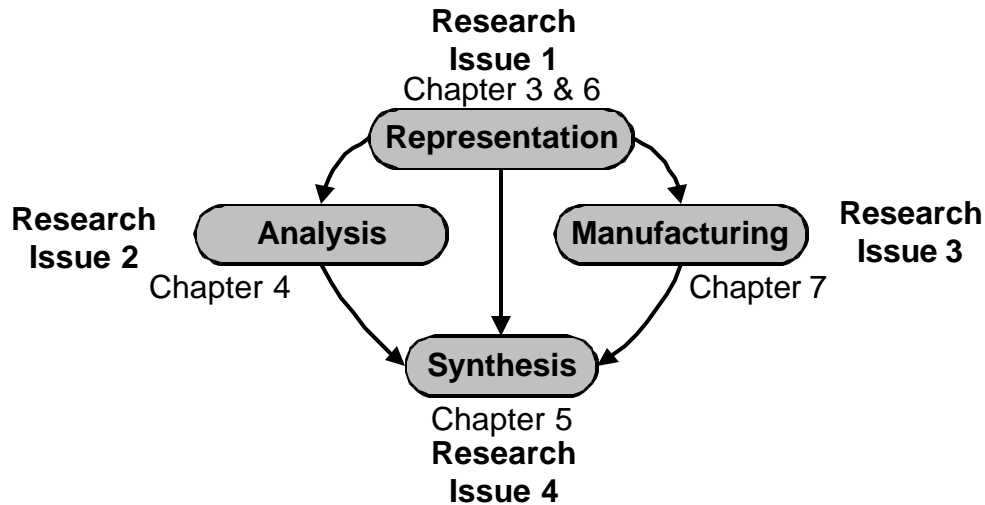 Research
Issue 1
Chapter 3 & 6
Representation
Research
Issue 2
Analysis
Chapter 4
Manufacturing
Research
Issue 3
Chapter 7
Synthesis
Chapter 5
Research
Issue 4